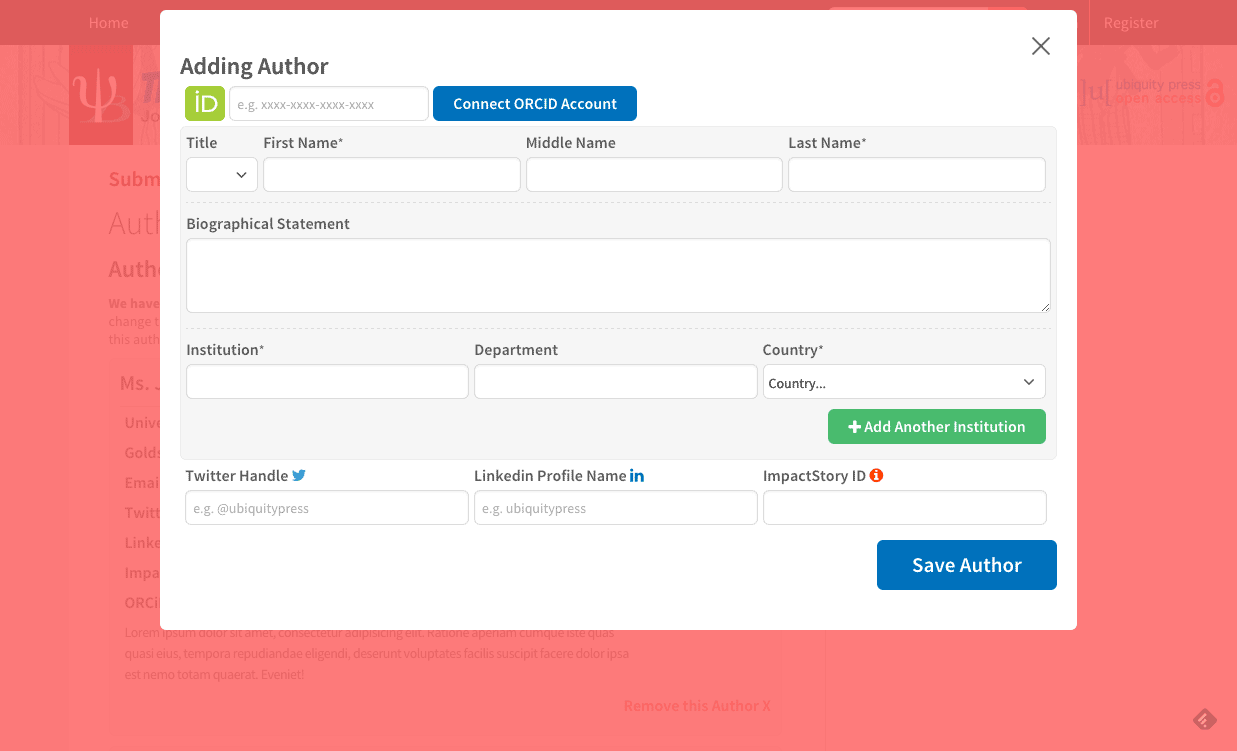 Home
Register
Adding Author
iD e.g. xxxx-xxxx-xxxx-xxxx Connect ORCID Account
ubiquity press
open access
Title First Name* Middle Name Last Name*
Subm
Auth
Biographical Statement
Autho
We have
change t
this auth
Institution* Department Country*
Country...
Ms. J
Unive
Add Another Institution
Golds
Emai
Twitter Handle Linkedin Profile Name in ImpactStory ID
e.g. @ubiquitypress e.g. ubiquitypress
Twitt
Linke
Save Author
Impa
ORCi
Lorem ipsum dolor sit amet, consectetur adipisicing elit. Ratione aperiam cumque iste quas
quasi eius, tempora repudiandae eligendi, deserunt voluptates facilis suscipit facere dolor ipsa
est nemo totam quaerat. Eveniet!
Remove this Author X